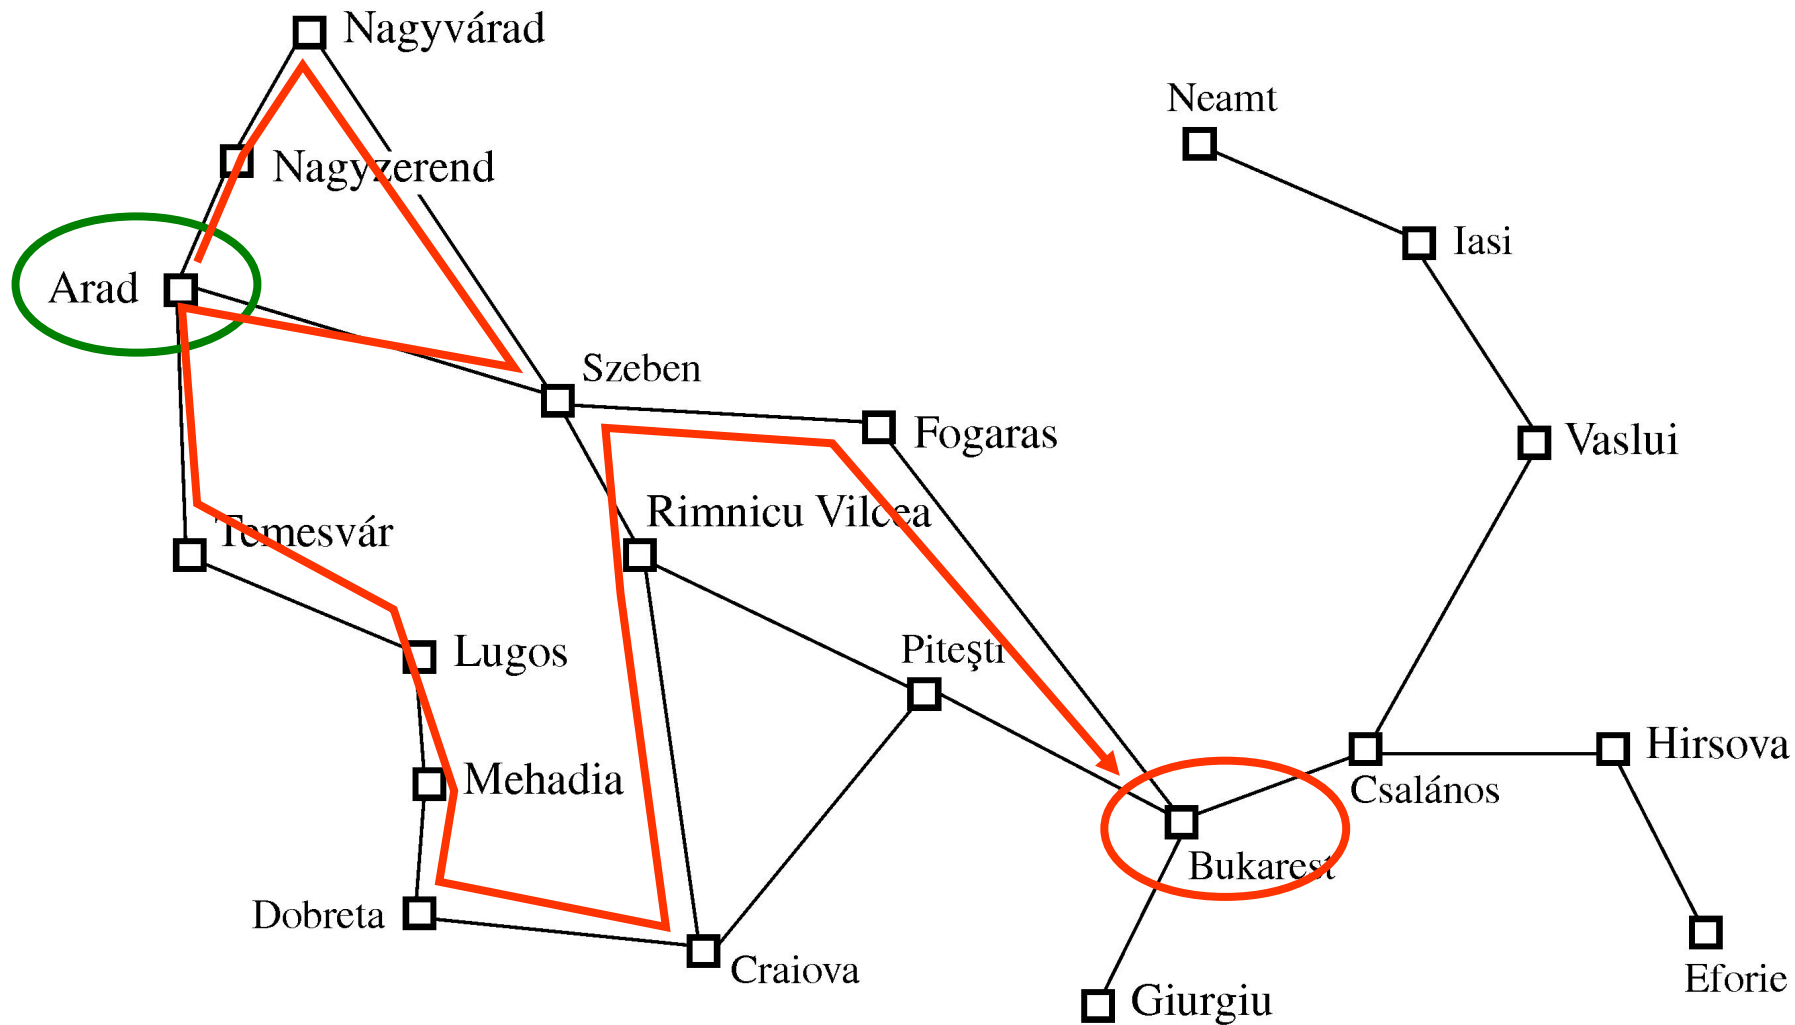 Nagyvárad
Neamt
Nagyzerend
Iasi
Arad
Szeben
Fogaras
Vaslui
Rimnicu Vilcea
Temesvár
Lugos
Piteşti
Hirsova
Mehadia
Csalános
Bukarest
Dobreta
Craiova
Eforie
Giurgiu